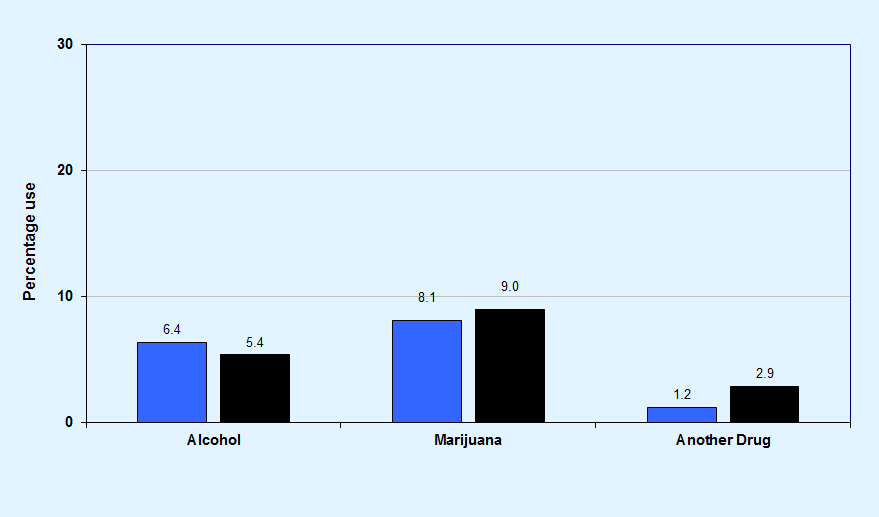 30
20
10
0
Percentage use
6.4
5.4
8.1
9.0
1.2
2.9
Alcohol
Marijuana
Another Drug